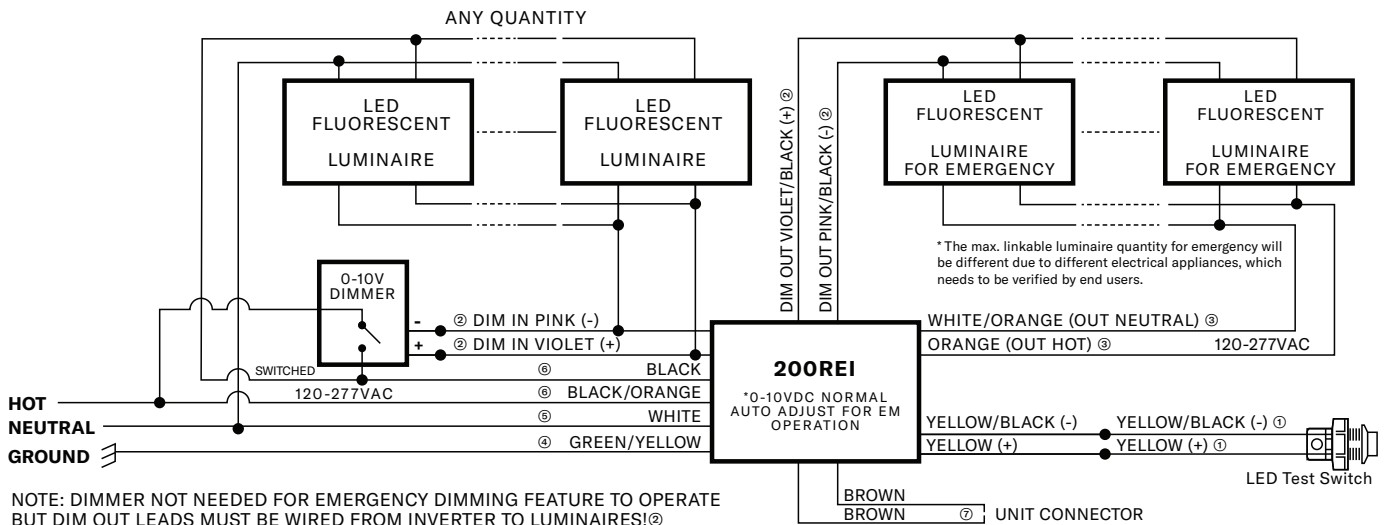 ANY QUANTITY
LED
FLUORESCENT
LUMINAIRE
LED
FLUORESCENT
LUMINAIRE
DIM OUT VIOLET/BLACK (+) ②
DIM OUT PINK/BLACK (-) ②
LED
FLUORESCENT
LUMINAIRE
FOR EMERGENCY
LED
FLUORESCENT
LUMINAIRE
FOR EMERGENCY
* The max. linkable luminaire quantity for emergency will
be different due to different electrical appliances, which
needs to be verified by end users.
0-10V
DIMMER
-
+
② DIM IN PINK (-)
② DIM IN VIOLET (+)
SWITCHED
⑥ BLACK
120-277VAC
⑥ BLACK/ORANGE
⑤ WHITE
④ GREEN/YELLOW
HOT
NEUTRAL
GROUND
200REI
*0-10VDC NORMAL
AUTO ADJUST FOR EM
OPERATION
WHITE/ORANGE (OUT NEUTRAL) ③
ORANGE (OUT HOT) ③
120-277VAC
YELLOW/BLACK (-)
YELLOW/BLACK (-) ①
YELLOW (+)
YELLOW (+) ①
LED Test Switch
BROWN
BROWN
⑦ UNIT CONNECTOR
NOTE: DIMMER NOT NEEDED FOR EMERGENCY DIMMING FEATURE TO OPERATE
BUT DIM OUT LEADS MUST BE WIRED FROM INVERTER TO LUMINAIRES!②